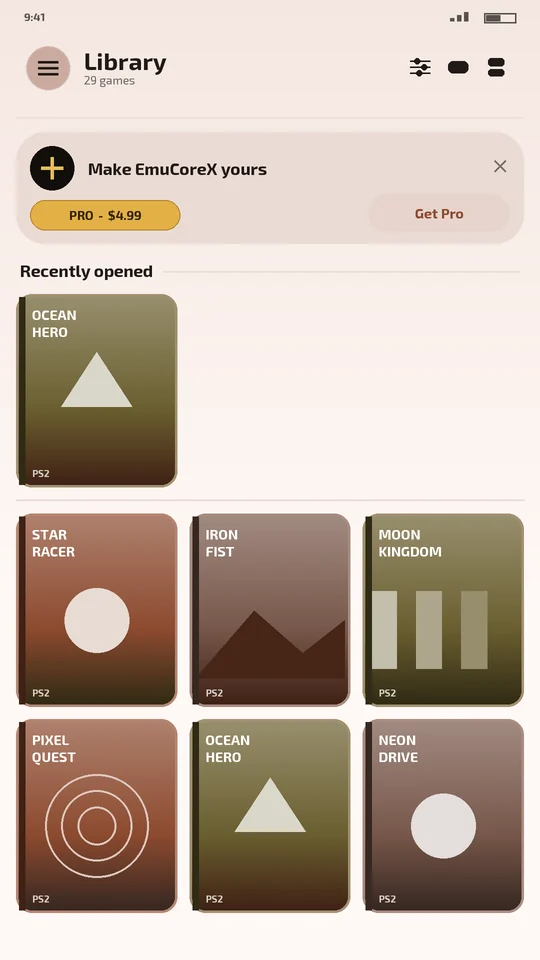 9:41
Library
29 games
Make EmuCoreX yours
PRO - $4.99
Get Pro
Recently opened
OCEAN
HERO
PS2
STAR
RACER
PS2
IRON
FIST
PS2
MOON
KINGDOM
PS2
PIXEL
QUEST
PS2
OCEAN
HERO
PS2
NEON
DRIVE
PS2